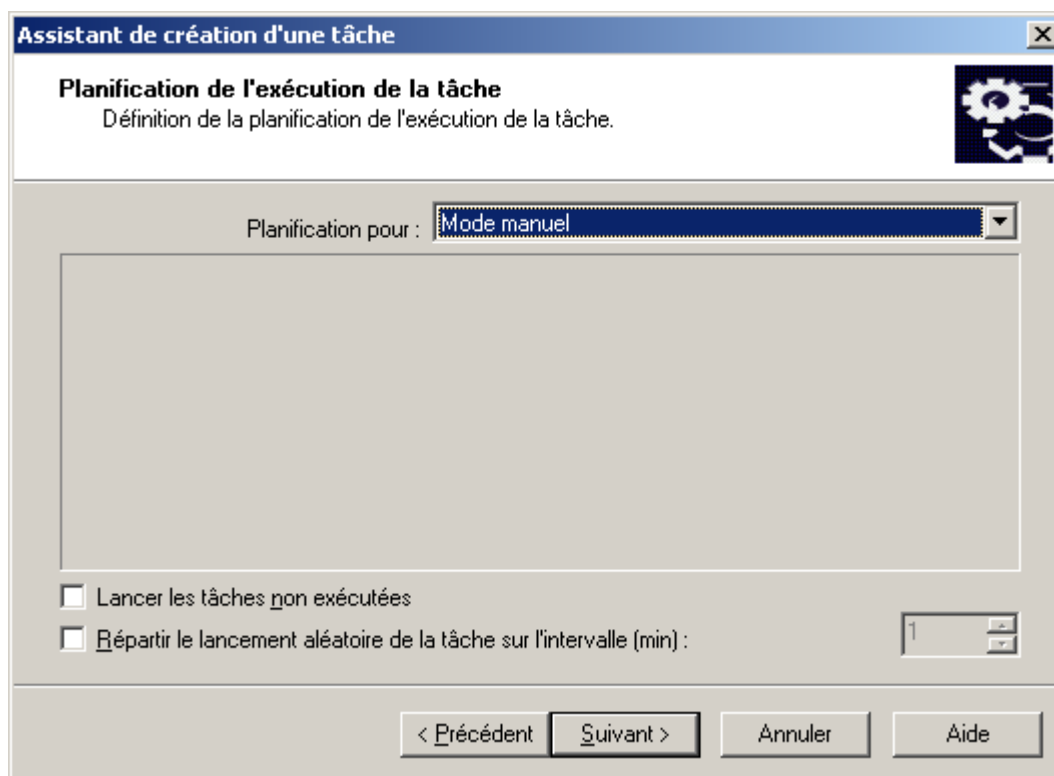 Assistant de création d'une tâche
Planification de l'exécution de la tâche
Définition de la planification de l'exécution de la tâche.
Planification pour : Mode manuel
Lancer les tâches non exécutées
Répartir le lancement aléatoire de la tâche sur l'intervalle (min) : 1
< Précédent Suivant > Annuler Aide